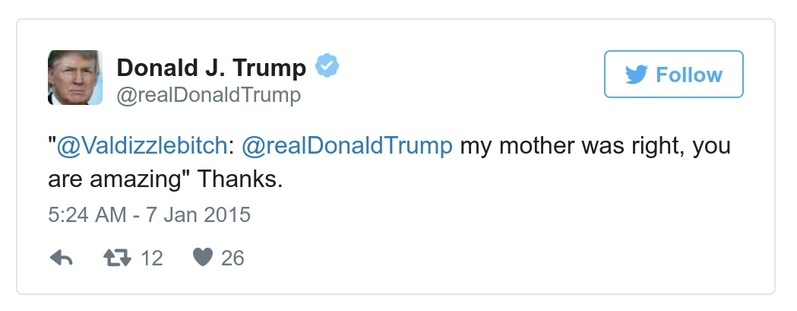 Donald J. Trump
@realDonaldTrump
Follow
"@Valdizzlebitch: @realDonaldTrump my mother was right, you
are amazing" Thanks.
5:24 AM - 7 Jan 2015
12 26